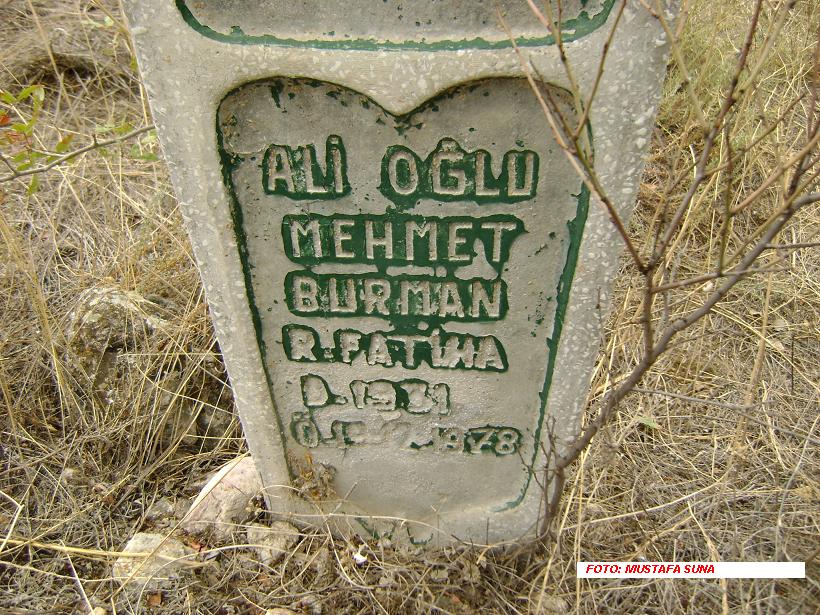 ALİ OĞLU
MEHMET
BURMAN
R. FATİHA
D. 1931
Ö. 1978
FOTO: MUSTAFA SUNA